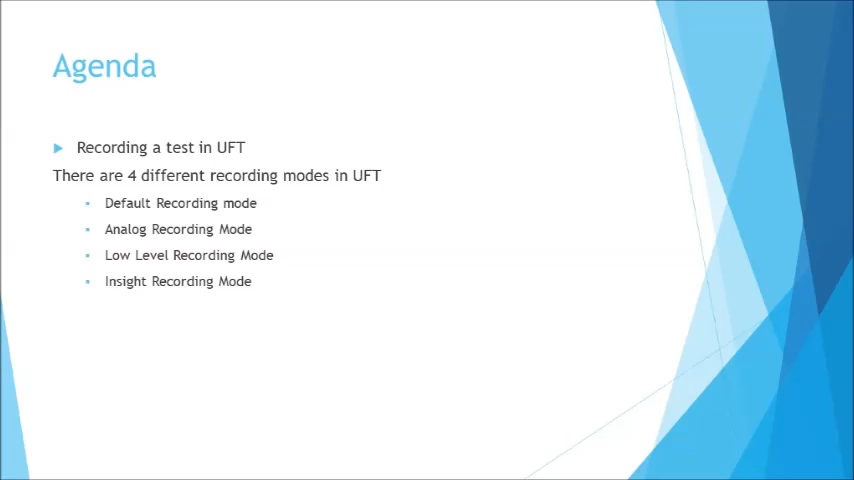 Agenda
Recording a test in UFT
There are 4 different recording modes in UFT
Default Recording mode
Analog Recording Mode
Low Level Recording Mode
Insight Recording Mode